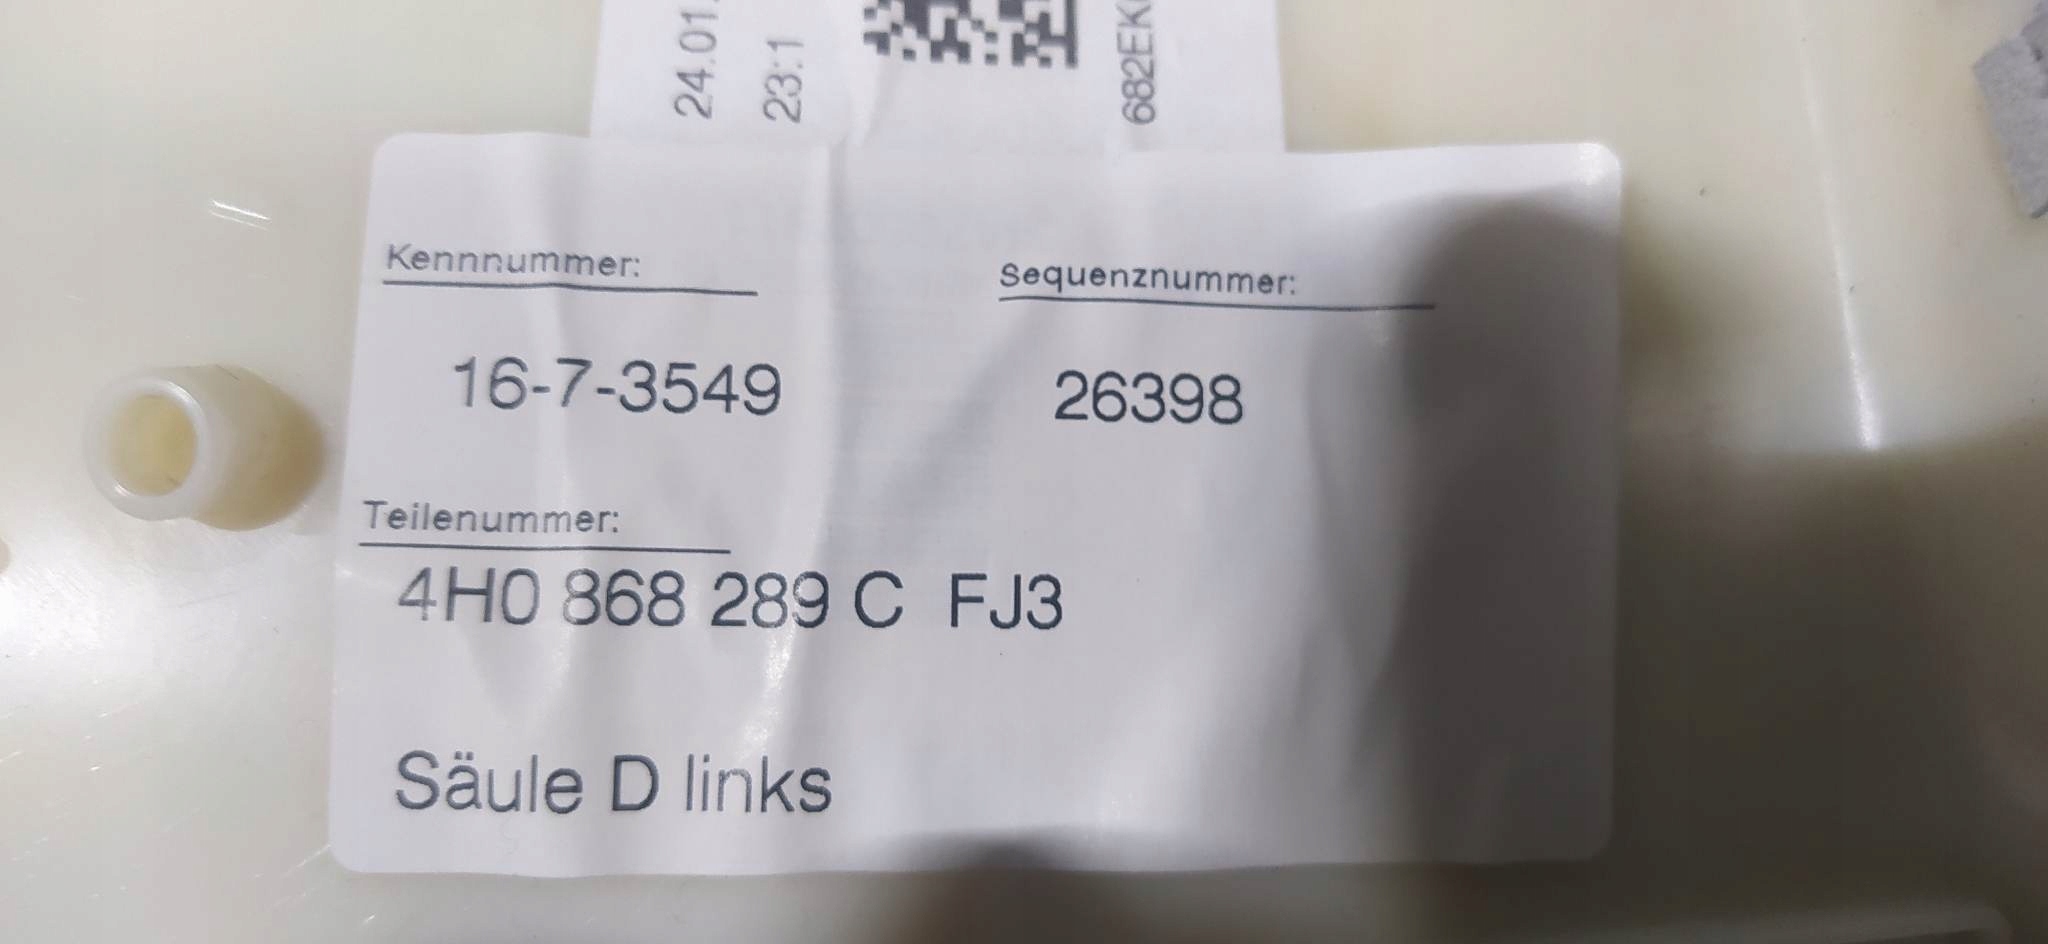 24.01.
23:1
682EK
Kennnummer:
Sequenznummer:
16-7-3549
26398
Teilenummer:
4H0 868 289 C FJ3
Säule D links